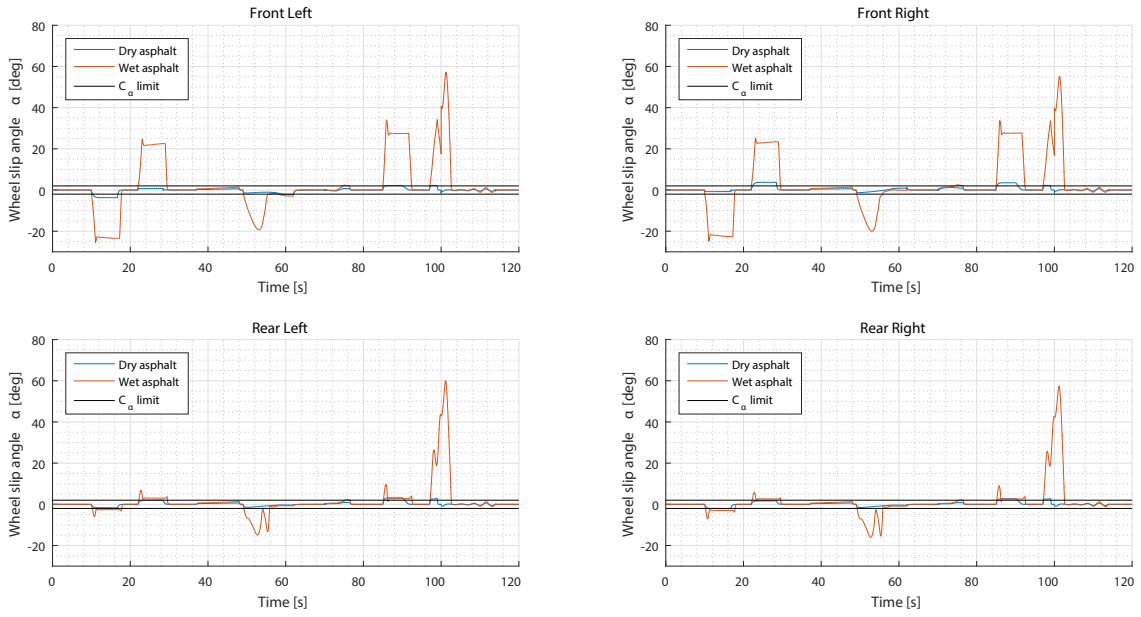 Front Left
Wheel slip angle α [deg]
80
60
40
20
0
-20
Dry asphalt
Wet asphalt
Cα limit
0 20 40 60 80 100 120
Time [s]
Front Right
Wheel slip angle α [deg]
80
60
40
20
0
-20
Dry asphalt
Wet asphalt
Cα limit
0 20 40 60 80 100 120
Time [s]
Rear Left
Wheel slip angle α [deg]
80
60
40
20
0
-20
Dry asphalt
Wet asphalt
Cα limit
0 20 40 60 80 100 120
Time [s]
Rear Right
Wheel slip angle α [deg]
80
60
40
20
0
-20
Dry asphalt
Wet asphalt
Cα limit
0 20 40 60 80 100 120
Time [s]